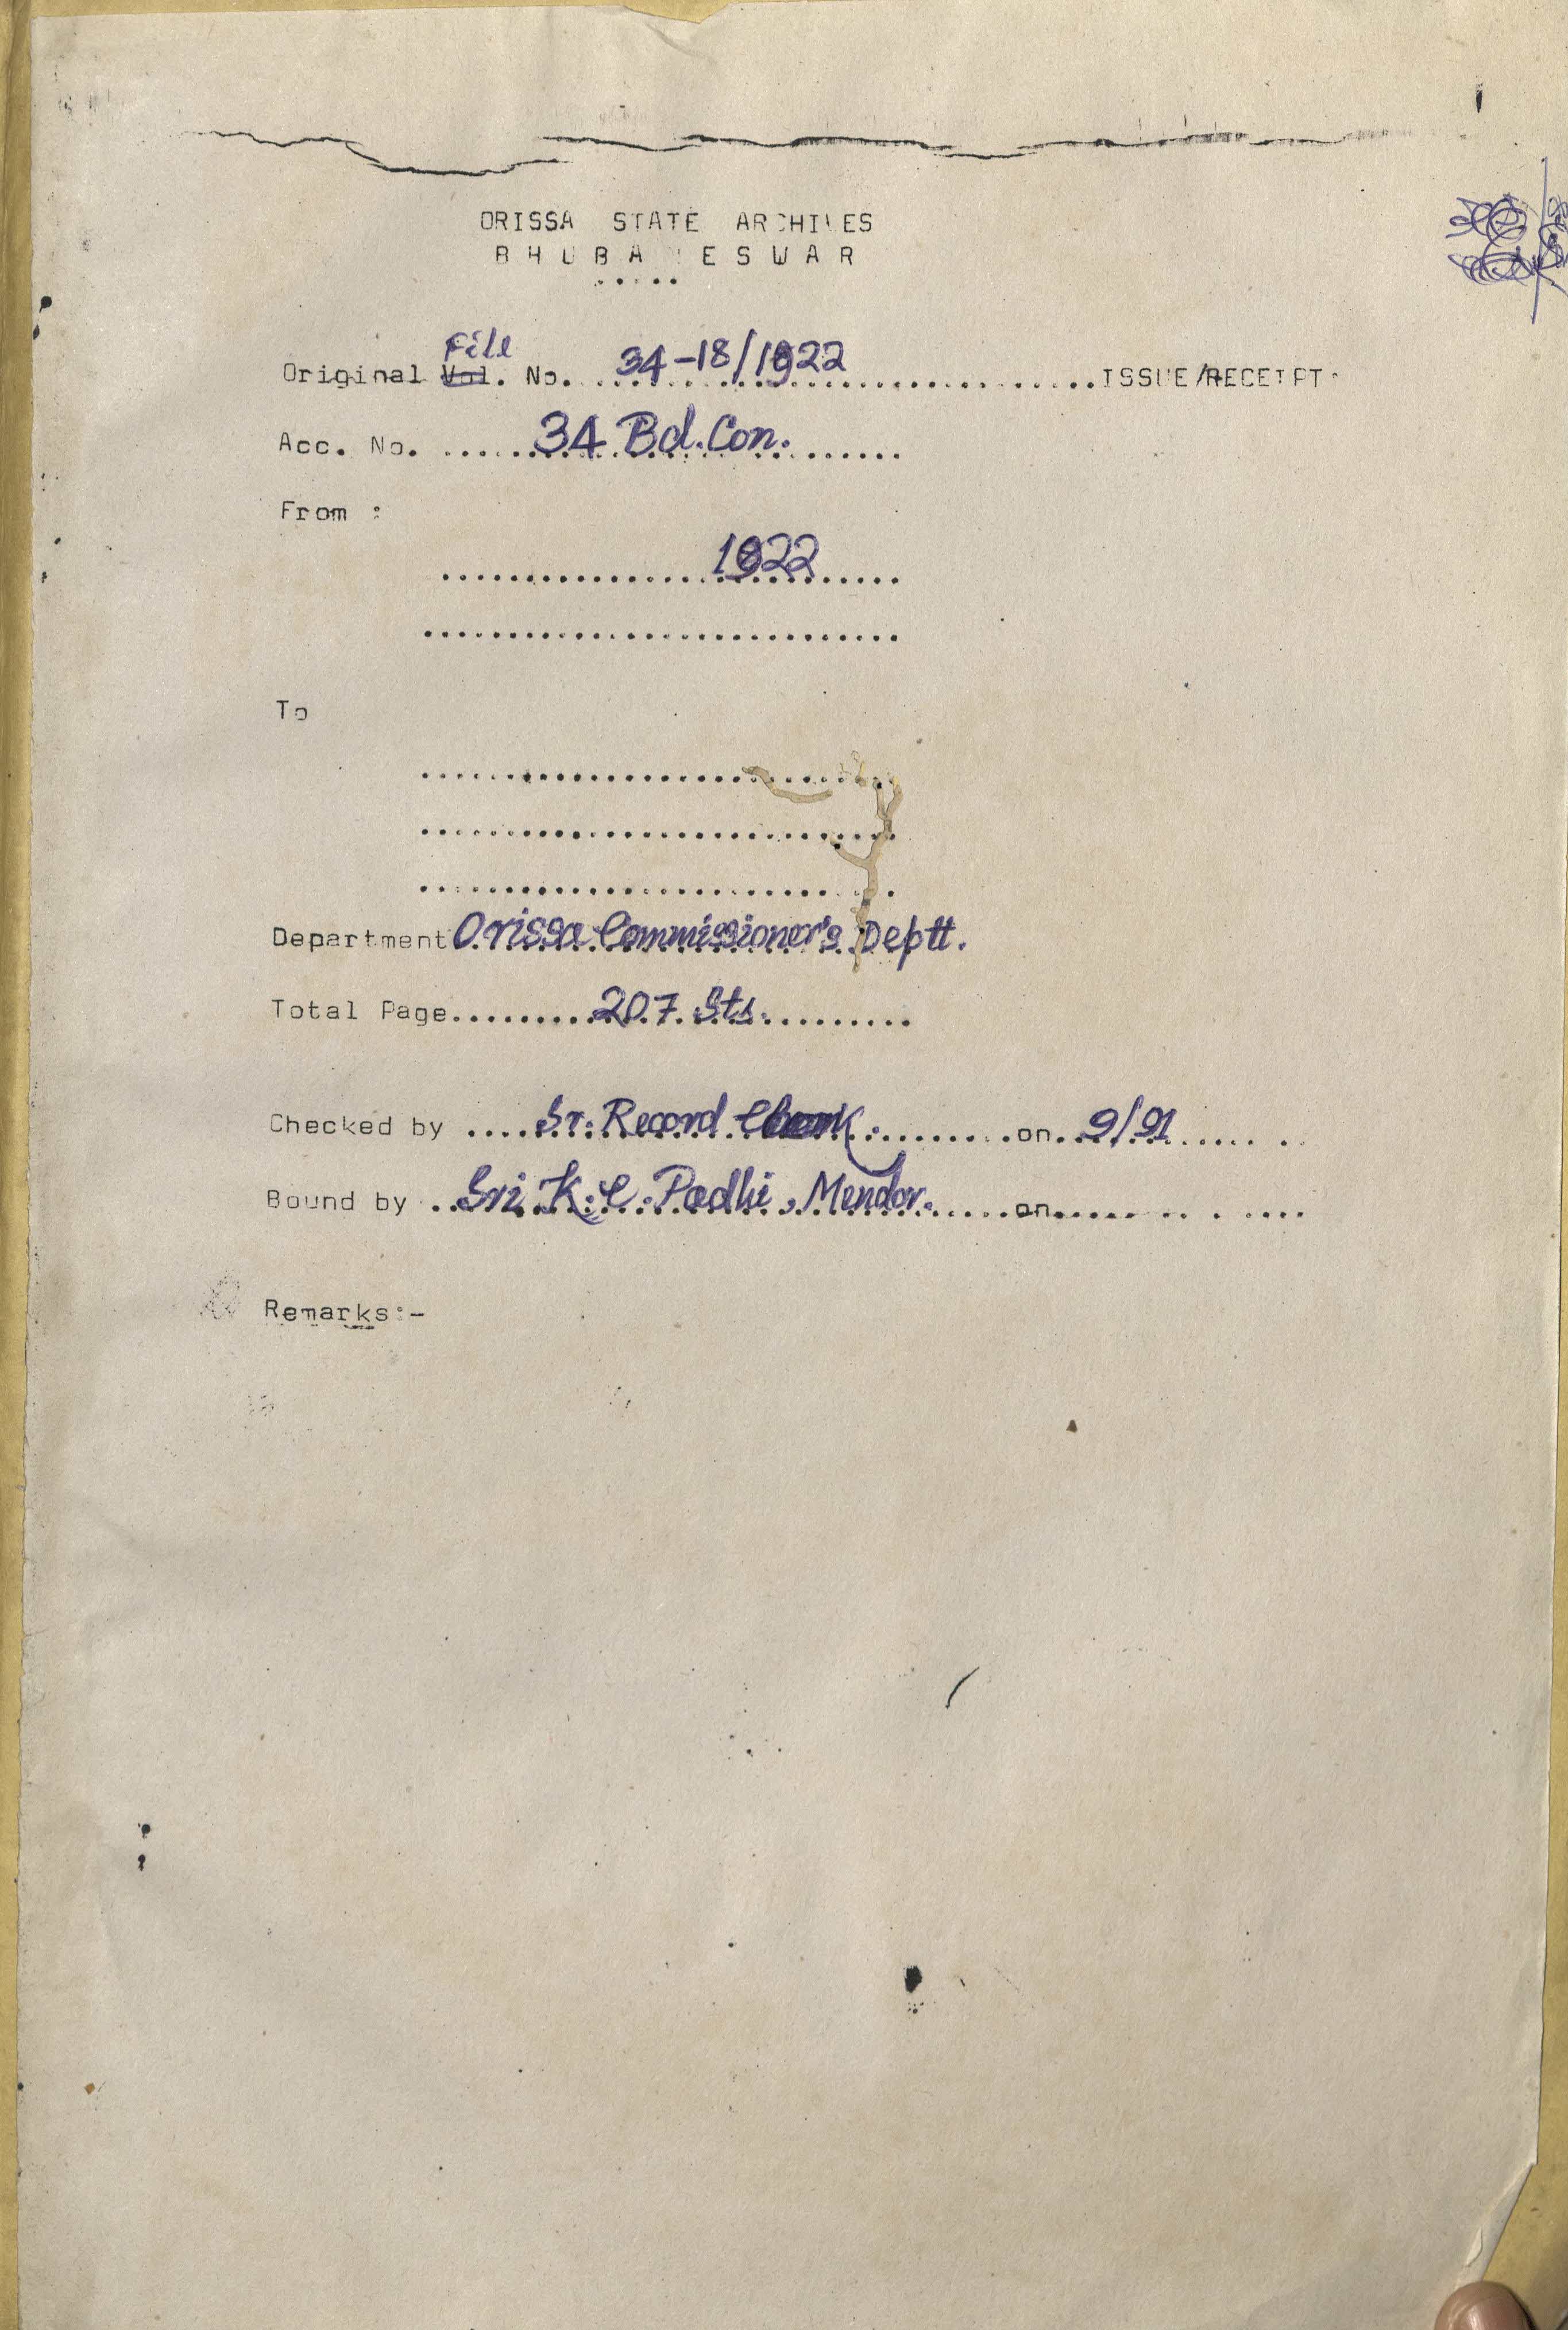 ORISSA STATE ARCHIVES
BHUBANESWAR
.....
File
Original Vol. No. 34-18/1922 ISSUE/RECEIPT:
Acc. No. 34 Bd. Con.
From :
1922
To
Department Orissa Commissioner's Deptt.
Total Page 207 Sts.
Checked by Sr. Record on 9/91
Bound by Sri K. C. Padhi, Mendor. on
Remarks:-